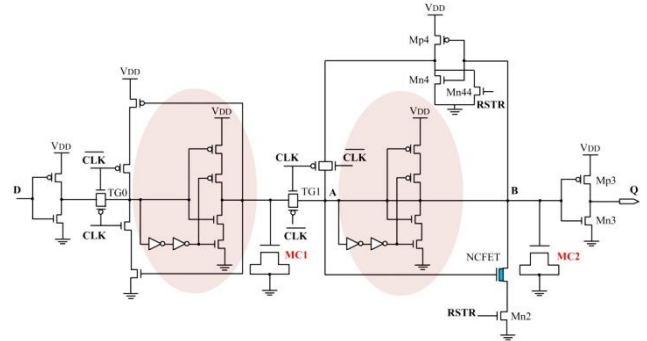 VDD
Mp4
Mn4
Mn44
RSTR
VDD
VDD
VDD
VDD
VDD
CLK
CLK
CLK
D
TG0
TG1
A
B
Mp3
Q
Mn3
CLK
CLK
MC1
NCFET
MC2
RSTR
Mn2